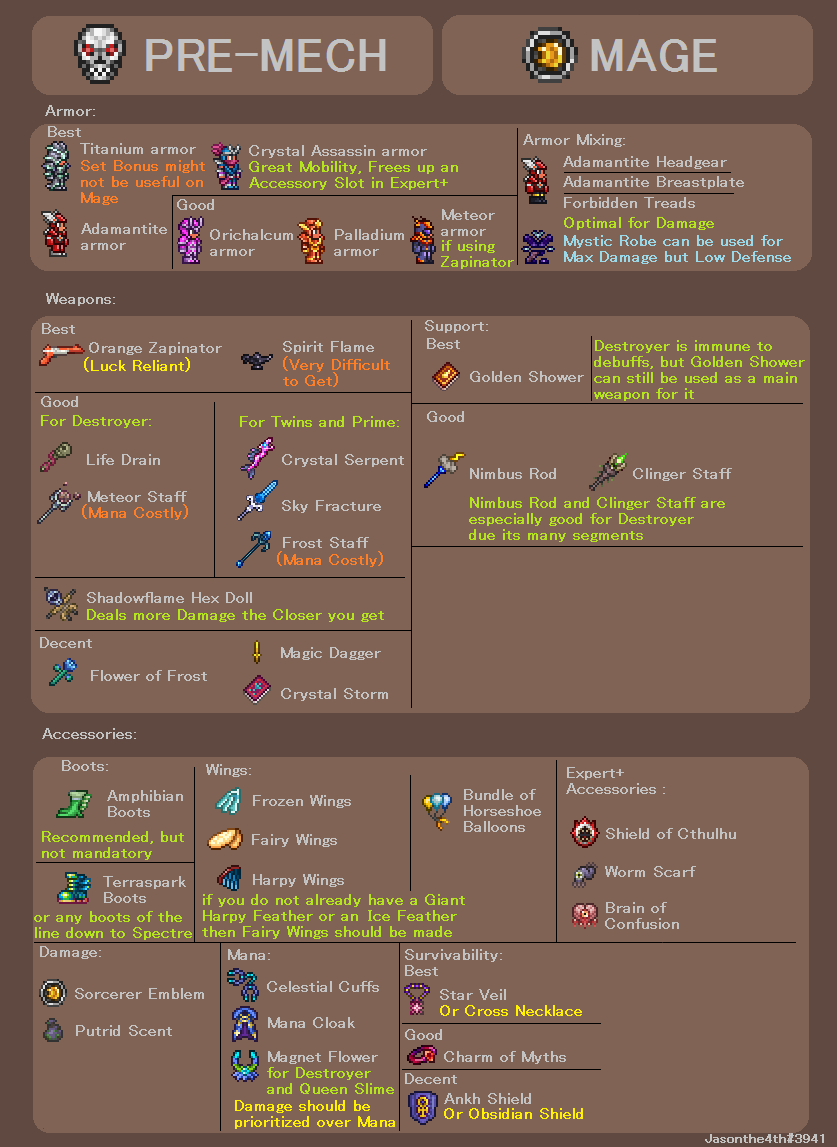 PRE-MECH
MAGE
Armor:
Best
Titanium armor
Set Bonus might
not be useful on
Mage
Crystal Assassin armor
Great Mobility, Frees up an
Accessory Slot in Expert+
Adamantite
armor
Good
Orichalcum
armor
Palladium
armor
Meteor
armor
if using
Zapinator
Armor Mixing:
Adamantite Headgear
Adamantite Breastplate
Forbidden Treads
Optimal for Damage
Mystic Robe can be used for
Max Damage but Low Defense
Weapons:
Best
Orange Zapinator
(Luck Reliant)
Spirit Flame
(Very Difficult
to Get)
Good
For Destroyer:
Life Drain
Meteor Staff
(Mana Costly)
For Twins and Prime:
Crystal Serpent
Sky Fracture
Frost Staff
(Mana Costly)
Shadowflame Hex Doll
Deals more Damage the Closer you get
Decent
Flower of Frost
Magic Dagger
Crystal Storm
Support:
Best
Golden Shower
Destroyer is immune to
debuffs, but Golden Shower
can still be used as a main
weapon for it
Good
Nimbus Rod
Clinger Staff
Nimbus Rod and Clinger Staff are
especially good for Destroyer
due its many segments
Accessories:
Boots:
Amphibian
Boots
Recommended, but
not mandatory
Terraspark
Boots
or any boots of the
line down to Spectre
Wings:
Frozen Wings
Fairy Wings
Harpy Wings
if you do not already have a Giant
Harpy Feather or an Ice Feather
then Fairy Wings should be made
Bundle of
Horseshoe
Balloons
Expert+
Accessories :
Shield of Cthulhu
Worm Scarf
Brain of
Confusion
Damage:
Sorcerer Emblem
Putrid Scent
Mana:
Celestial Cuffs
Mana Cloak
Magnet Flower
for Destroyer
and Queen Slime
Damage should be
prioritized over Mana
Survivability:
Best
Star Veil
Or Cross Necklace
Good
Charm of Myths
Decent
Ankh Shield
Or Obsidian Shield
Jasonthe4th#3941